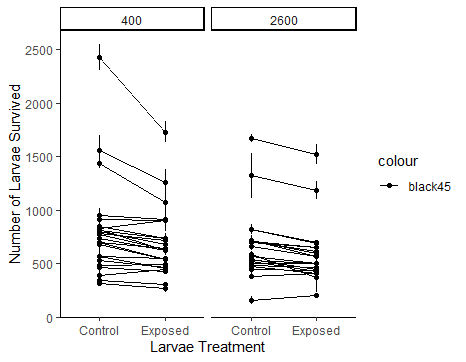 400 2600
Number of Larvae Survived
2500
2000
1500
1000
500
0
Control Exposed Control Exposed
Larvae Treatment
colour
black45